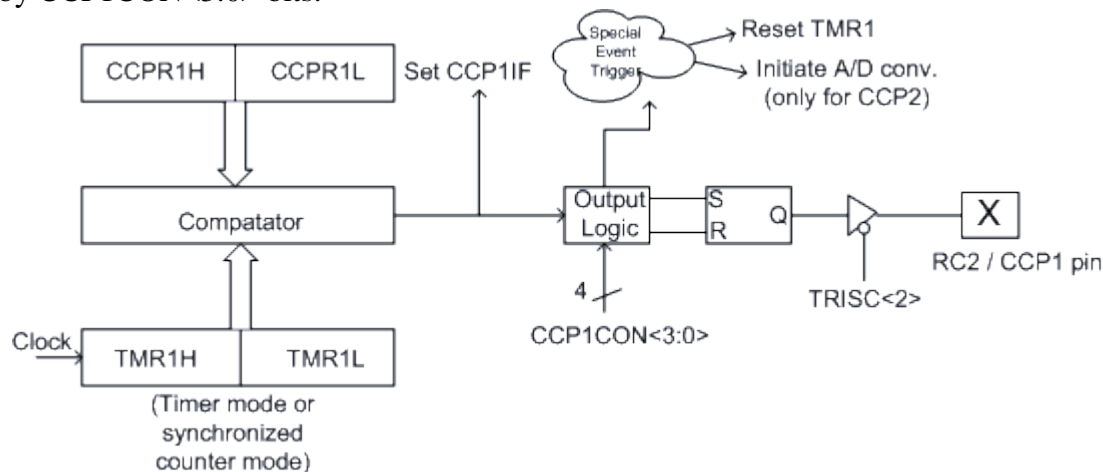 by CCP1CON<3:0> bits.
CCPR1H
CCPR1L
Set CCP1IF
Special
Event
Trigger
Reset TMR1
Initiate A/D conv.
(only for CCP2)
Compatator
Output
Logic
S
R
Q
X
RC2 / CCP1 pin
TRISC<2>
4
CCP1CON<3:0>
Clock
TMR1H
TMR1L
(Timer mode or
synchronized
counter mode)